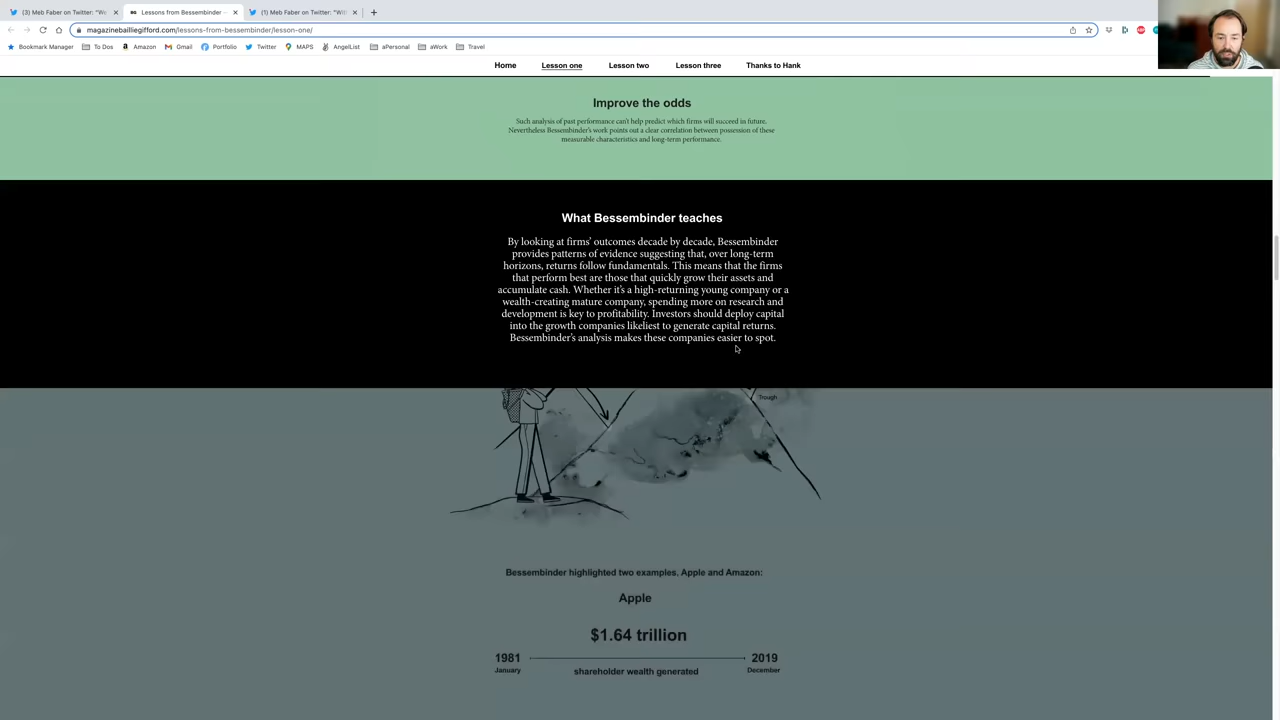 (3) Meb Faber on Twitter: "We
Lessons from Bessembinder -
(1) Meb Faber on Twitter: "Wit
magazinebailliegifford.com/lessons-from-bessembinder/lesson-one/
Bookmark Manager To Dos Amazon Gmail Portfolio Twitter MAPS AngelList aPersonal aWork Travel
Home Lesson one Lesson two Lesson three Thanks to Hank
Improve the odds
Such analysis of past performance can't help predict which firms will succeed in future.
Nevertheless Bessembinder's work points out a clear correlation between possession of these
measurable characteristics and long-term performance.
What Bessembinder teaches
By looking at firms' outcomes decade by decade, Bessembinder
provides patterns of evidence suggesting that, over long-term
horizons, returns follow fundamentals. This means that the firms
that perform best are those that quickly grow their assets and
accumulate cash. Whether it's a high-returning young company or a
wealth-creating mature company, spending more on research and
development is key to profitability. Investors should deploy capital
into the growth companies likeliest to generate capital returns.
Bessembinder's analysis makes these companies easier to spot.
Trough
Bessembinder highlighted two examples, Apple and Amazon:
Apple
$1.64 trillion
1981 2019
January shareholder wealth generated December